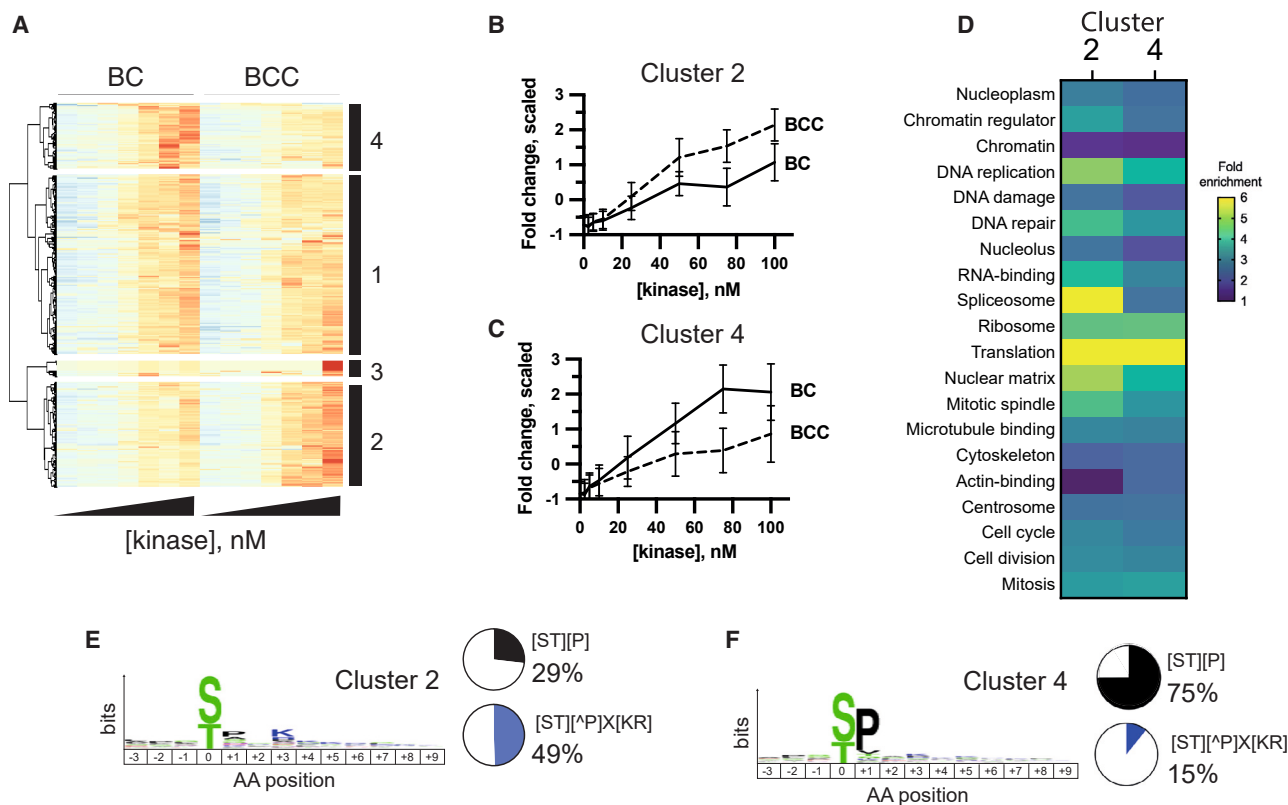 A
BC
BCC
4
1
3
2
[kinase], nM
B
Cluster 2
Fold change, scaled
3
2
1
0
-1
0
20
40
60
80
100
BCC
BC
[kinase], nM
C
Cluster 4
Fold change, scaled
3
2
1
0
-1
0
20
40
60
80
100
BC
BCC
[kinase], nM
D
Cluster
2
4
Nucleoplasm
Chromatin regulator
Chromatin
DNA replication
DNA damage
DNA repair
Nucleolus
RNA-binding
Spliceosome
Ribosome
Translation
Nuclear matrix
Mitotic spindle
Microtubule binding
Cytoskeleton
Actin-binding
Centrosome
Cell cycle
Cell division
Mitosis
Fold
enrichment
6
5
4
3
2
1
E
Cluster 2
bits
S
T
P
K
-3 -2 -1 0 +1 +2 +3 +4 +5 +6 +7 +8 +9
AA position
[ST][P]
29%
[ST][^P]X[KR]
49%
F
Cluster 4
bits
S
T
P
-3 -2 -1 0 +1 +2 +3 +4 +5 +6 +7 +8 +9
AA position
[ST][P]
75%
[ST][^P]X[KR]
15%